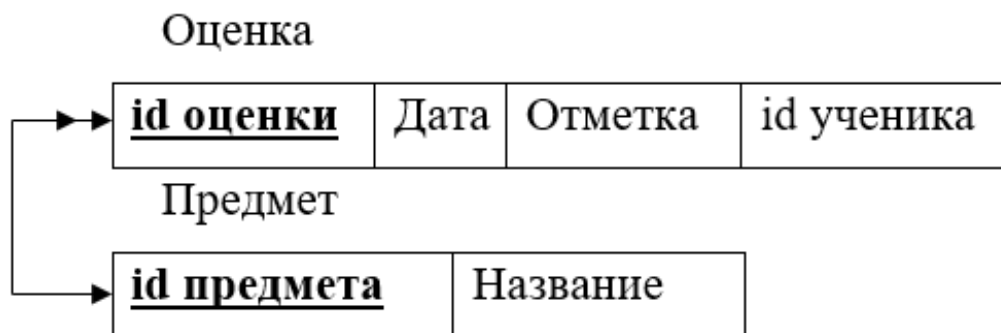 Оценка
id оценки Дата Отметка id ученика
Предмет
id предмета Название